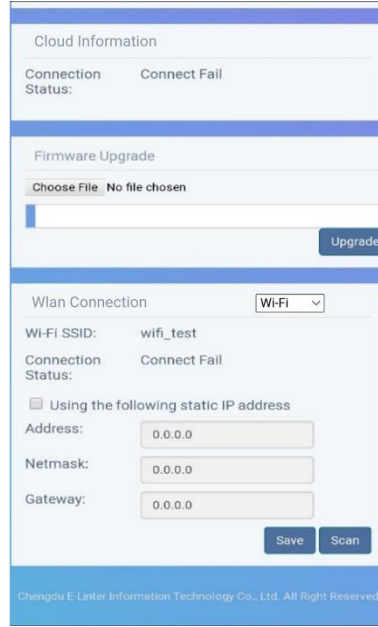 Cloud Information
Connection Status:
Connect Fail
Firmware Upgrade
Choose File No file chosen
Upgrade
Wlan Connection
Wi-Fi
Wi-Fi SSID: wifi_test
Connection Status:
Connect Fail
Using the following static IP address
Address: 0.0.0.0
Netmask: 0.0.0.0
Gateway: 0.0.0.0
Save Scan
Chengdu E-Linter Information Technology Co., Ltd. All Right Reserved